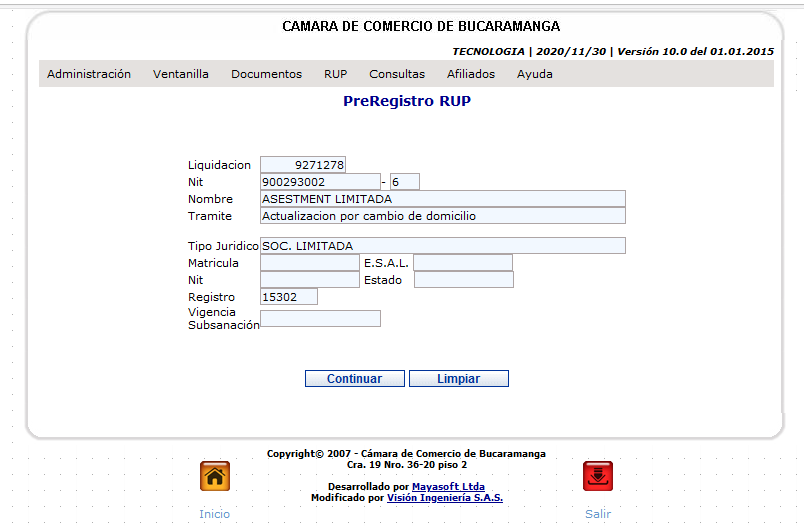 CAMARA DE COMERCIO DE BUCARAMANGA
TECNOLOGIA | 2020/11/30 | Versión 10.0 del 01.01.2015
Administración Ventanilla Documentos RUP Consultas Afiliados Ayuda
PreRegistro RUP
Liquidacion 9271278
Nit 900293002 - 6
Nombre ASESTMENT LIMITADA
Tramite Actualizacion por cambio de domicilio
Tipo Juridico SOC. LIMITADA
Matricula E.S.A.L.
Nit Estado
Registro 15302
Vigencia
Subsanación
Continuar Limpiar
Copyright© 2007 - Cámara de Comercio de Bucaramanga
Cra. 19 Nro. 36-20 piso 2
Desarrollado por Mayasoft Ltda
Modificado por Visión Ingeniería S.A.S.
Inicio Salir